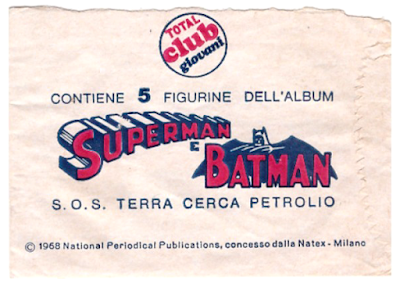 TOTAL
club
giovani
CONTIENE 5 FIGURINE DELL'ALBUM
SUPERMAN
E
BATMAN
S.O.S. TERRA CERCA PETROLIO
© 1968 National Periodical Publications, concesso dalla Natex - Milano